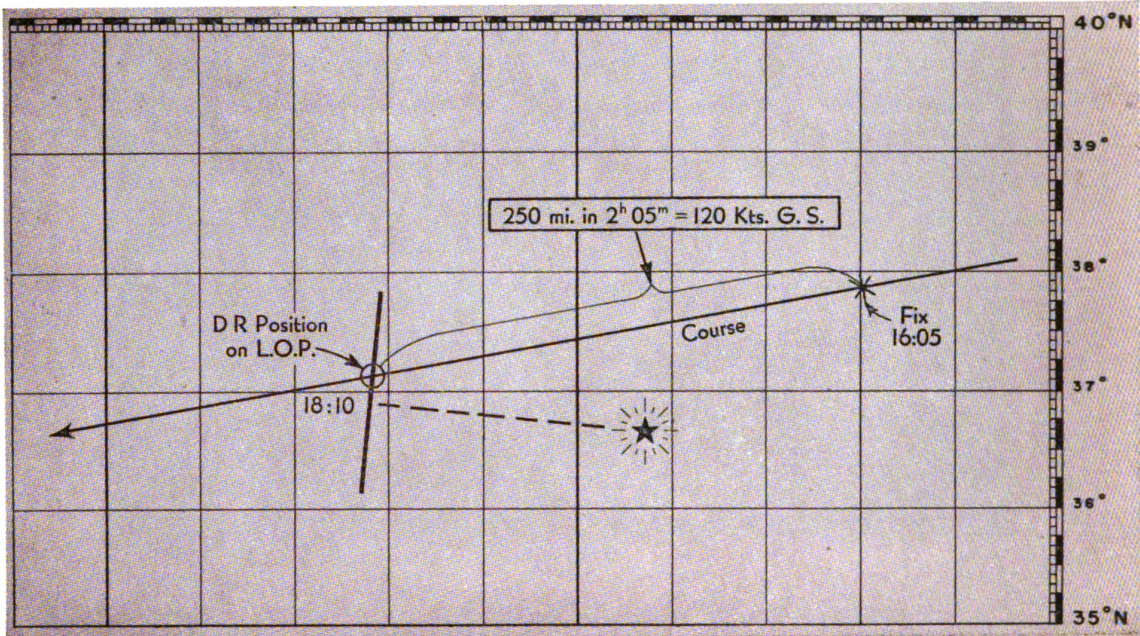 40°N
39°
250 mi. in 2ʰ 05ᵐ = 120 Kts. G. S.
38°
D R Position
on L.O.P.
Course
Fix
16:05
37°
18:10
36°
35°N